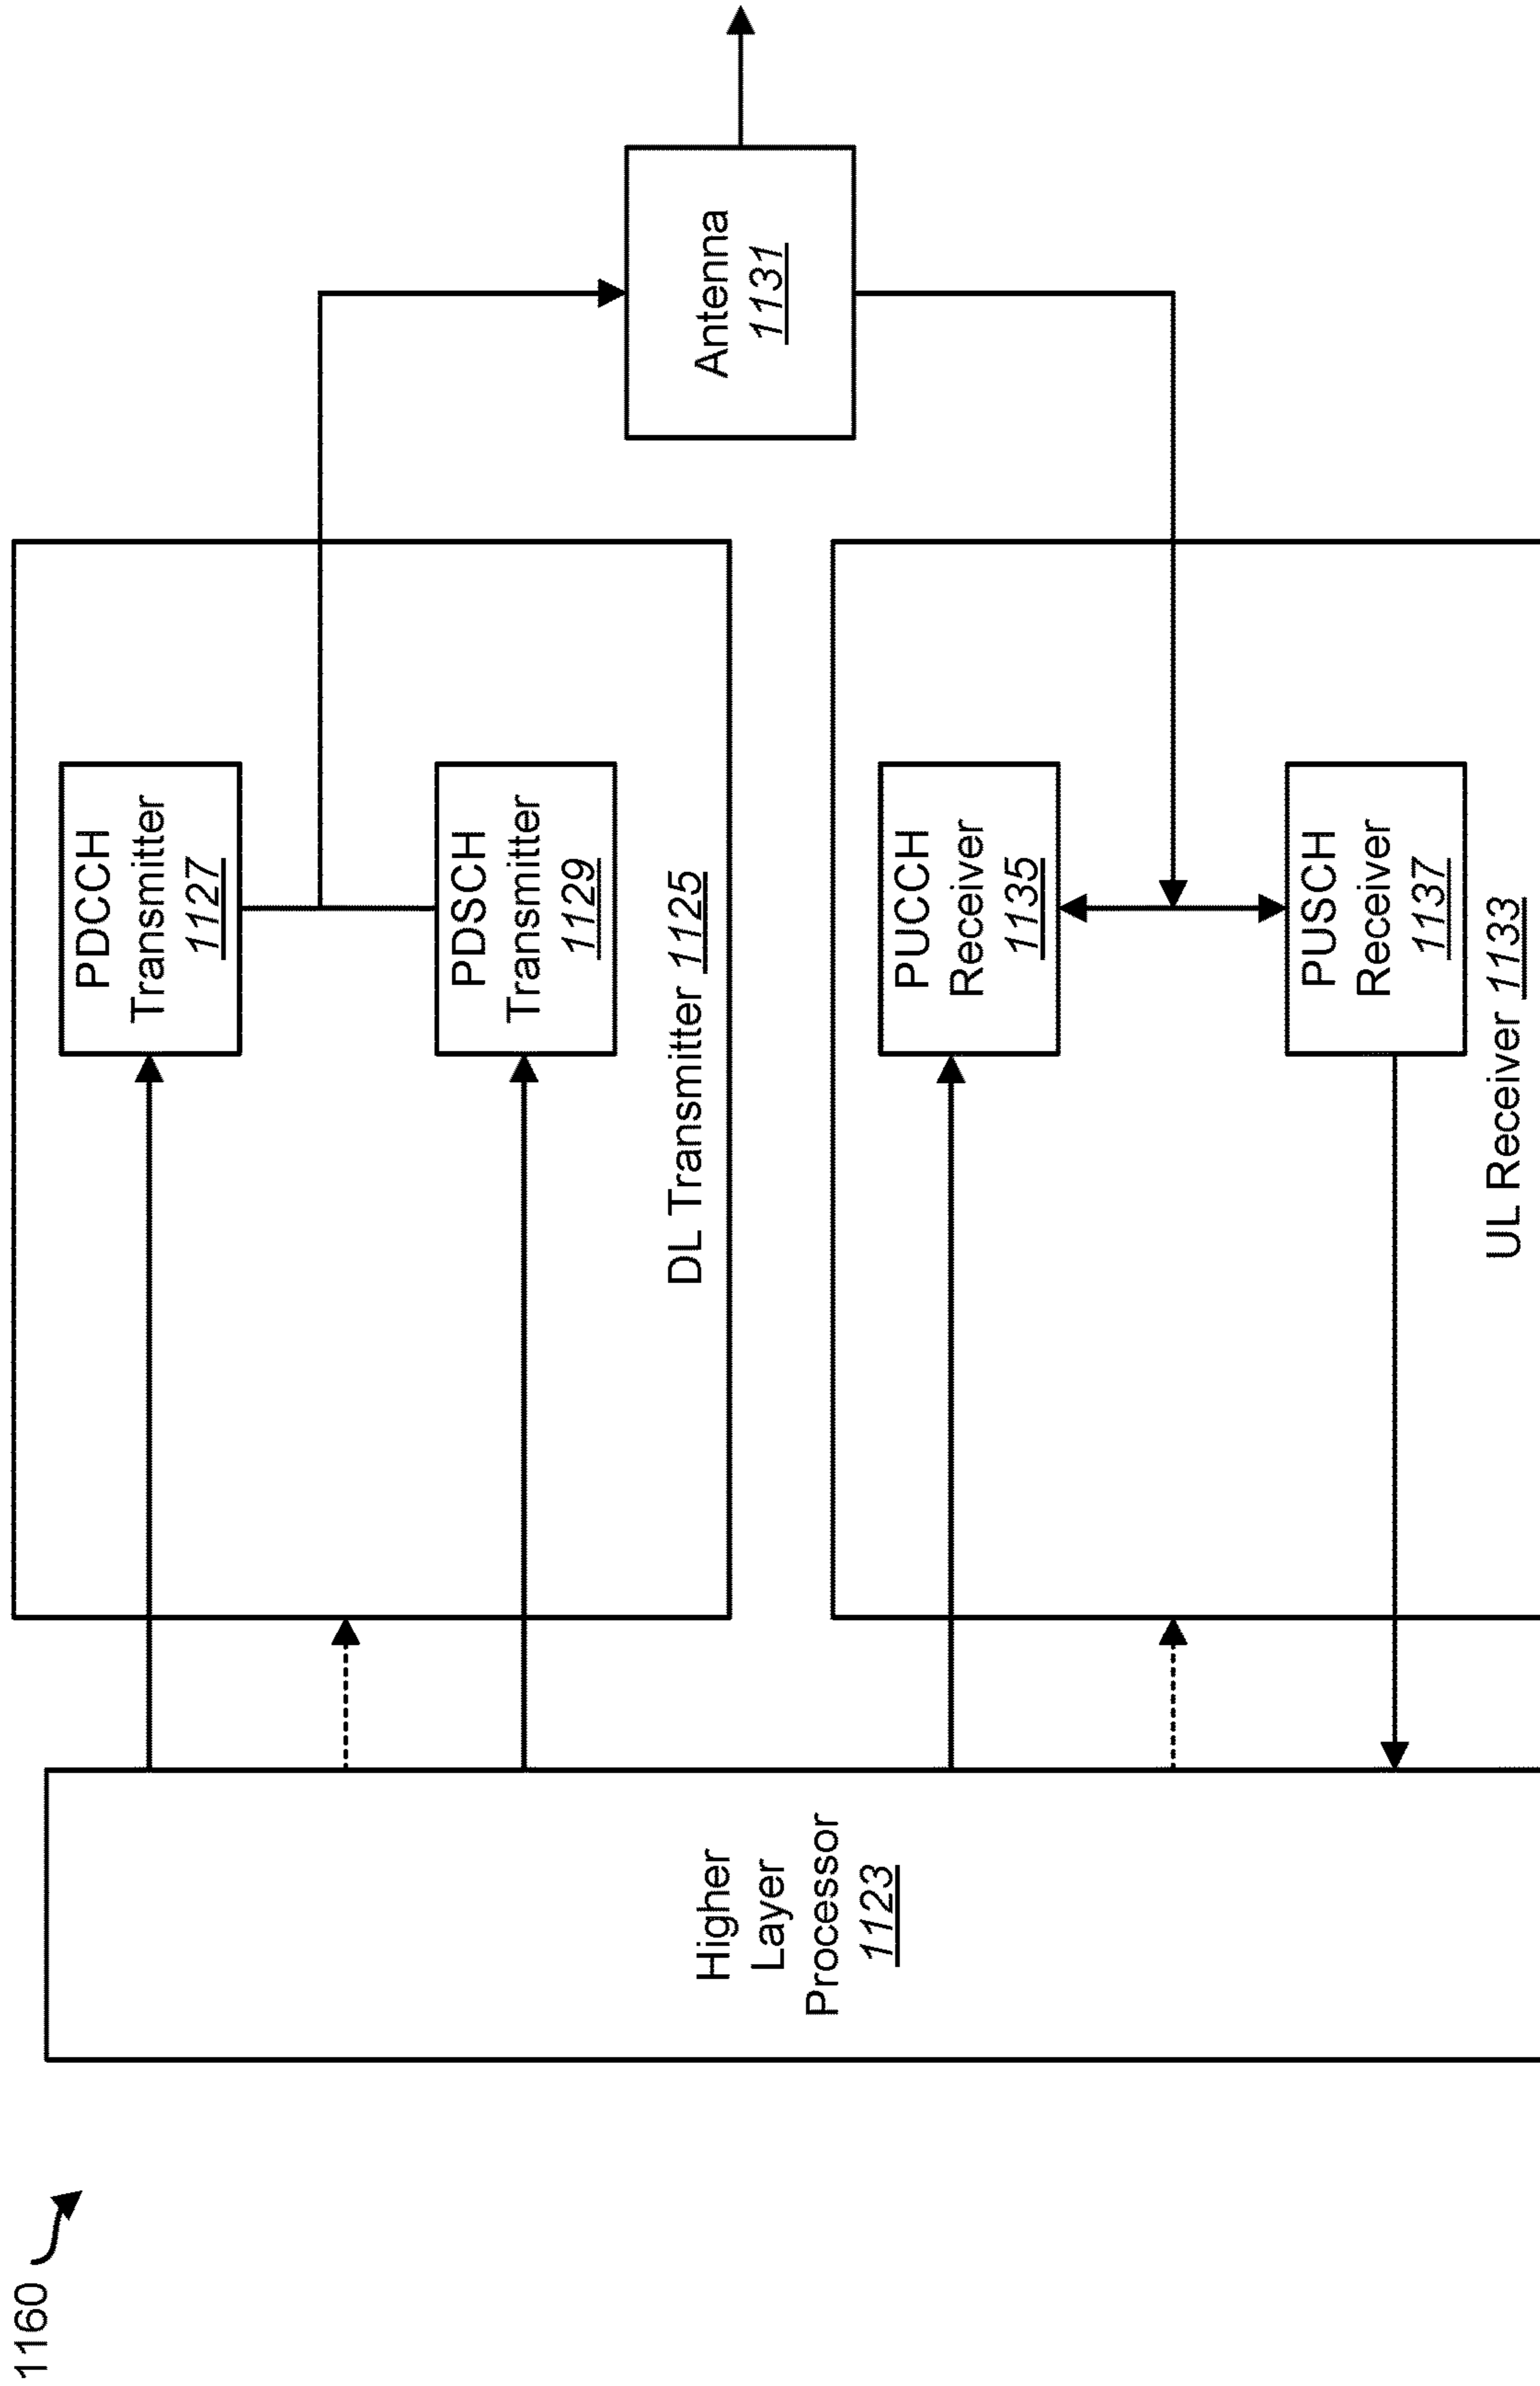 1160
Higher
Layer
Processor
1123
PDCCH
Transmitter
1127
PDSCH
Transmitter
1129
DL Transmitter 1125
PUCCH
Receiver
1135
PUSCH
Receiver
1137
UL Receiver 1133
Antenna
1131